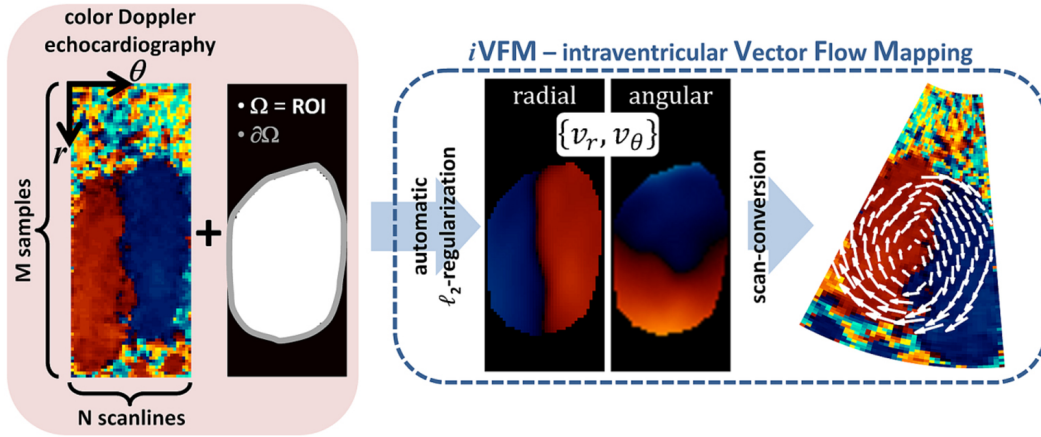 color Doppler
echocardiography
θ
r
M samples
N scanlines
+
• Ω = ROI
• ∂Ω
iVFM – intraventricular Vector Flow Mapping
automatic
ℓ₂-regularization
radial
angular
{vᵣ, v_θ}
scan-conversion